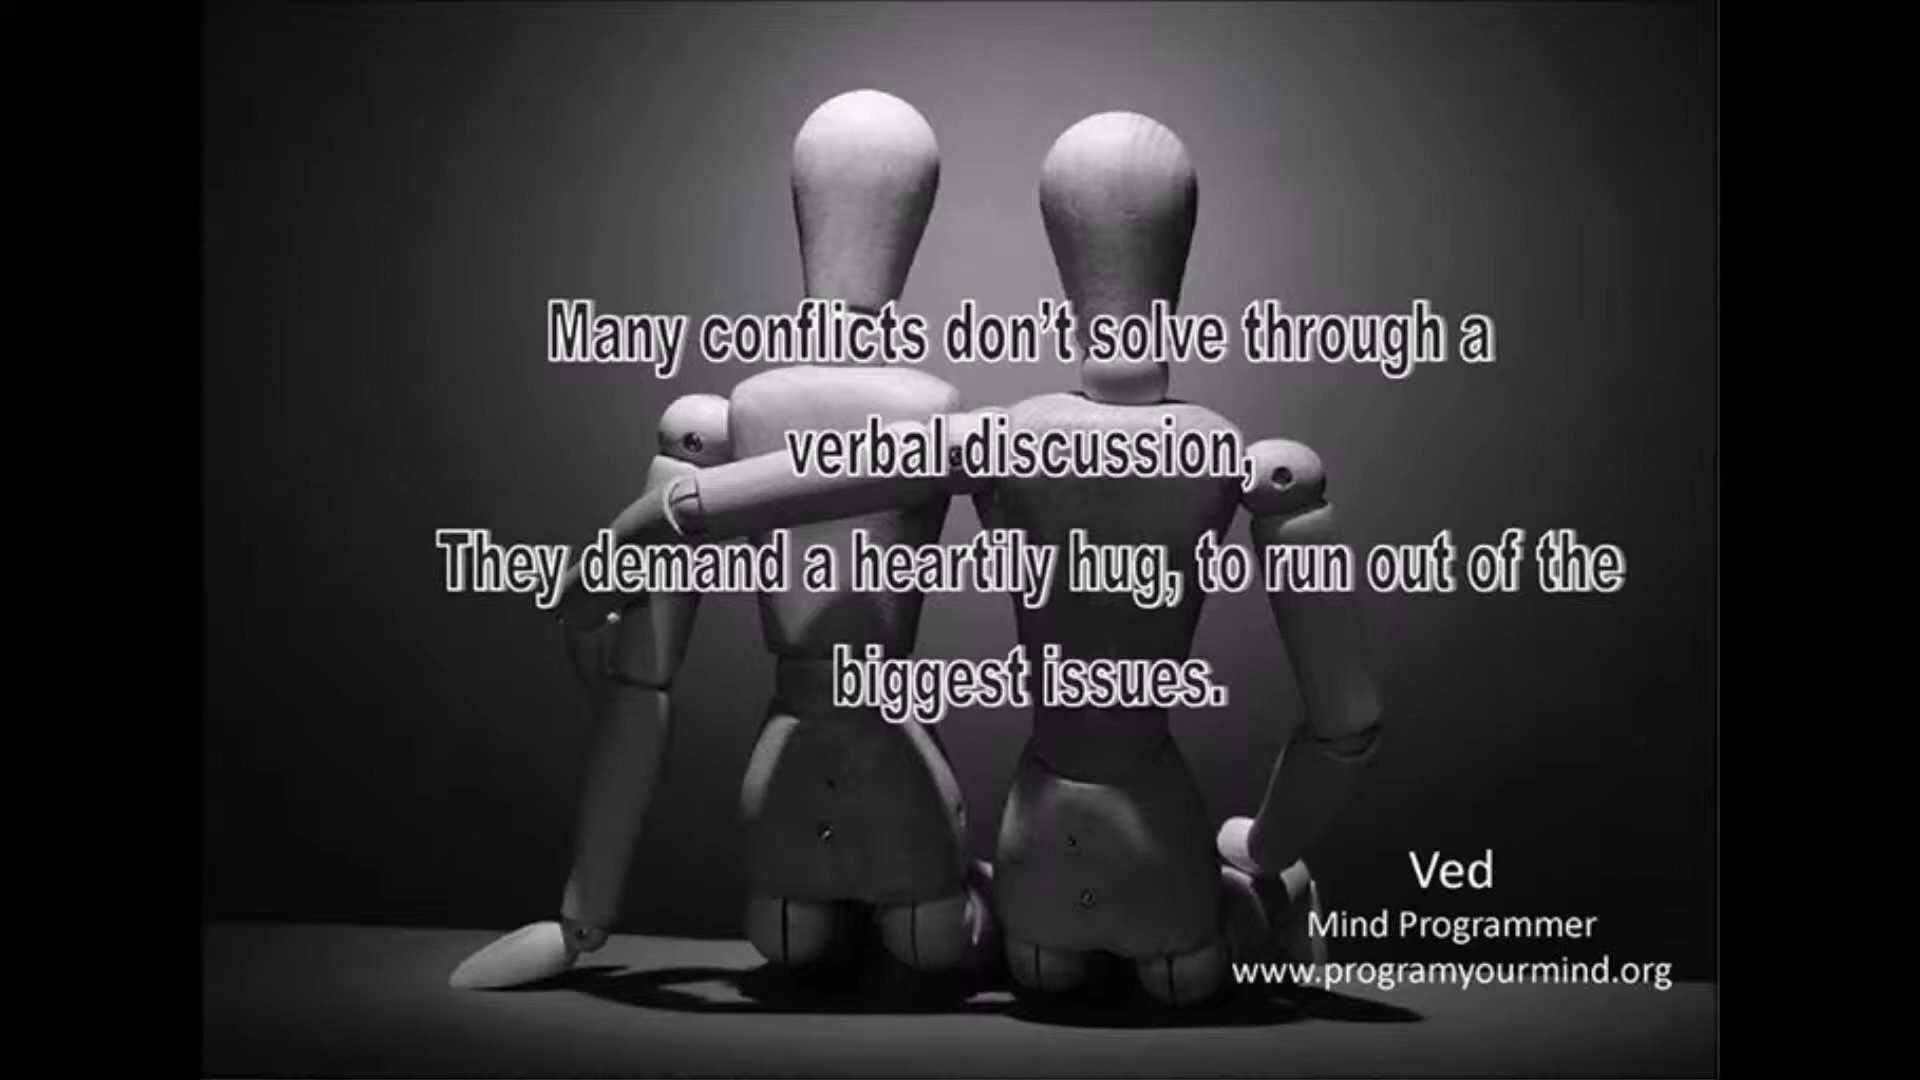 Many conflicts don't solve through a
verbal discussion,
They demand a heartily hug, to run out of the
biggest issues.
Ved
Mind Programmer
www.programyourmind.org